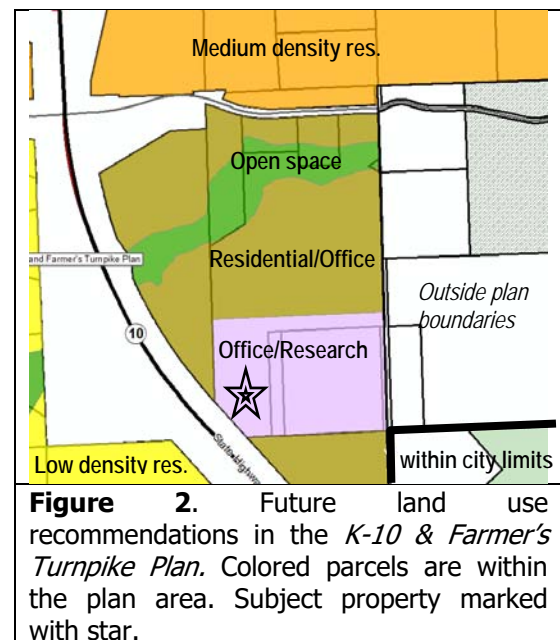 Medium density res.
Open space
Residential/Office
and Farmer's Turnpike Plan
Outside plan
boundaries
10
Office/Research
State Highway
Low density res.
within city limits
Figure 2. Future land use
recommendations in the K-10 & Farmer's
Turnpike Plan. Colored parcels are within
the plan area. Subject property marked
with star.